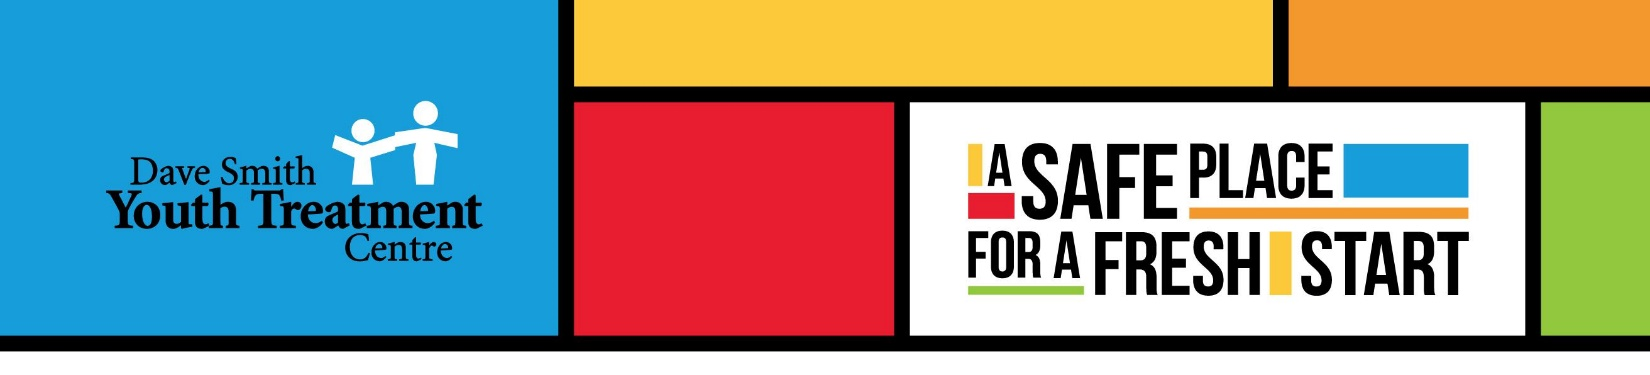 Dave Smith
Youth Treatment
Centre
A SAFE PLACE
FOR A FRESH START